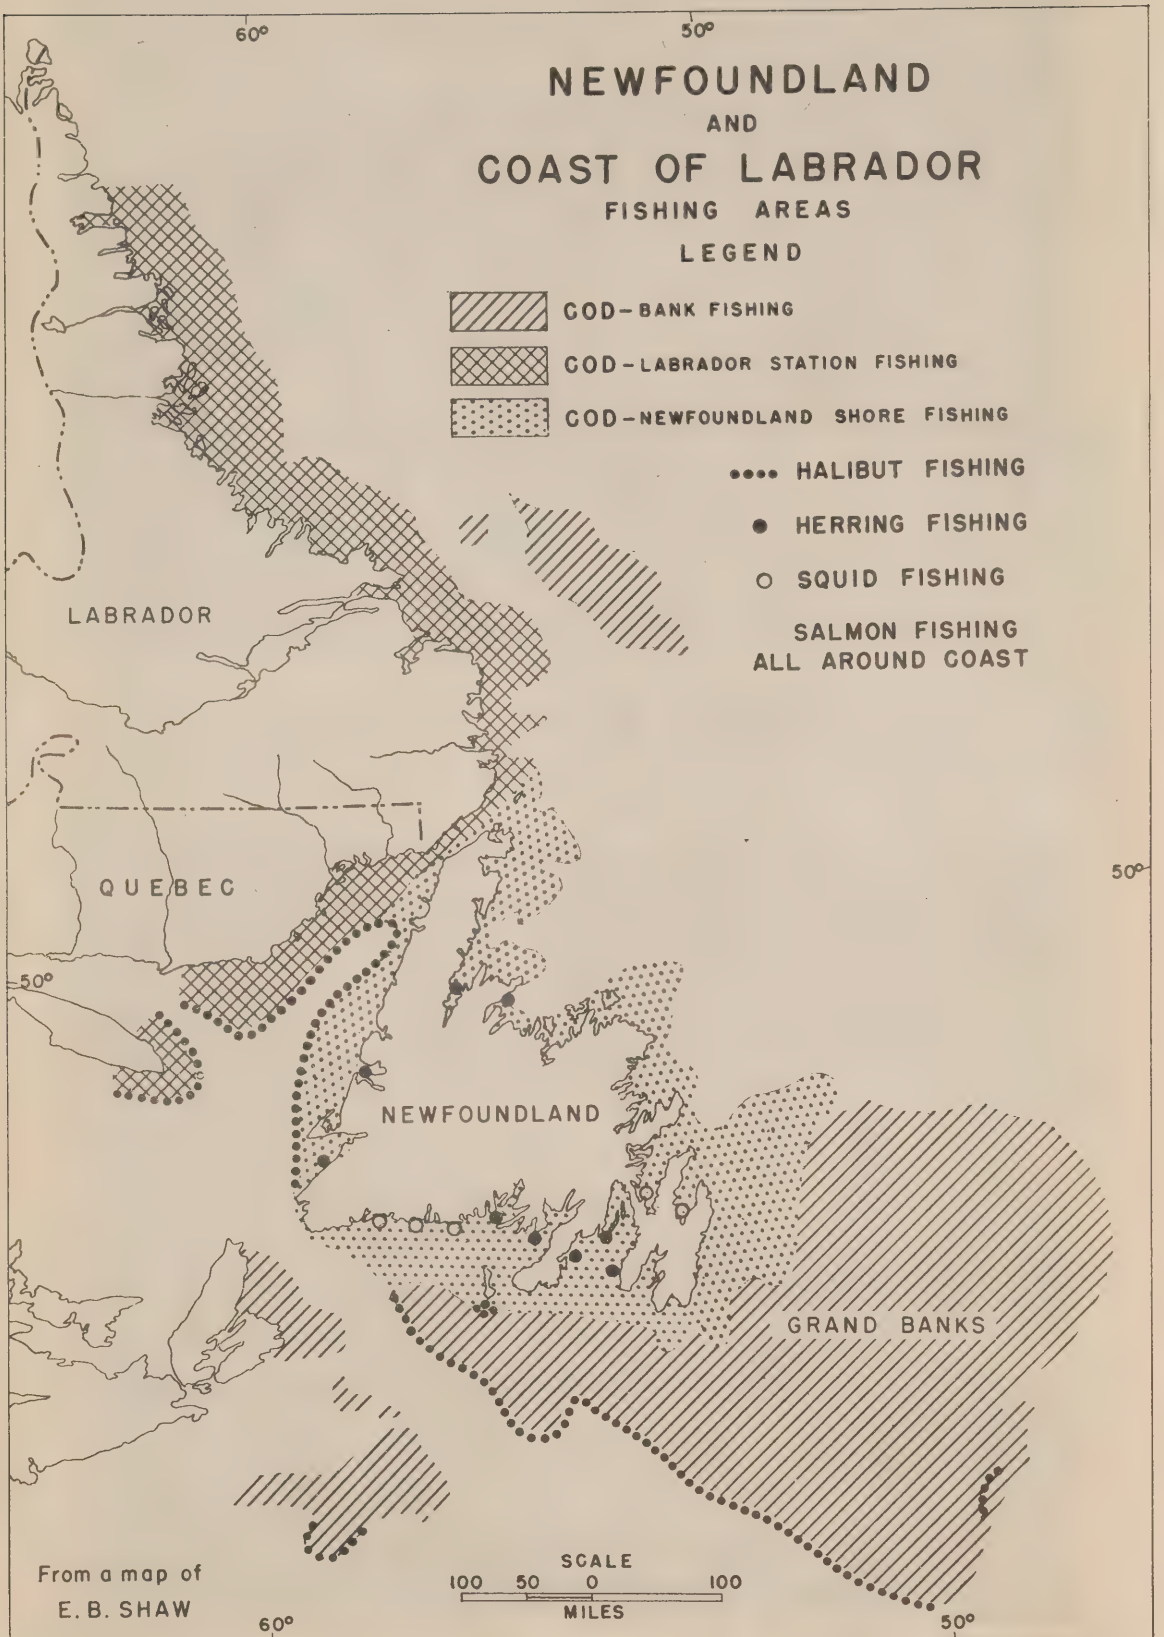 60°
50°
NEWFOUNDLAND
AND
COAST OF LABRADOR
FISHING AREAS
LEGEND
COD-BANK FISHING
COD-LABRADOR STATION FISHING
COD-NEWFOUNDLAND SHORE FISHING
HALIBUT FISHING
HERRING FISHING
SQUID FISHING
SALMON FISHING
ALL AROUND COAST
LABRADOR
QUEBEC
50°
50°
NEWFOUNDLAND
GRAND BANKS
From a map of
E. B. SHAW
SCALE
100 50 0 100
MILES
60°
50°